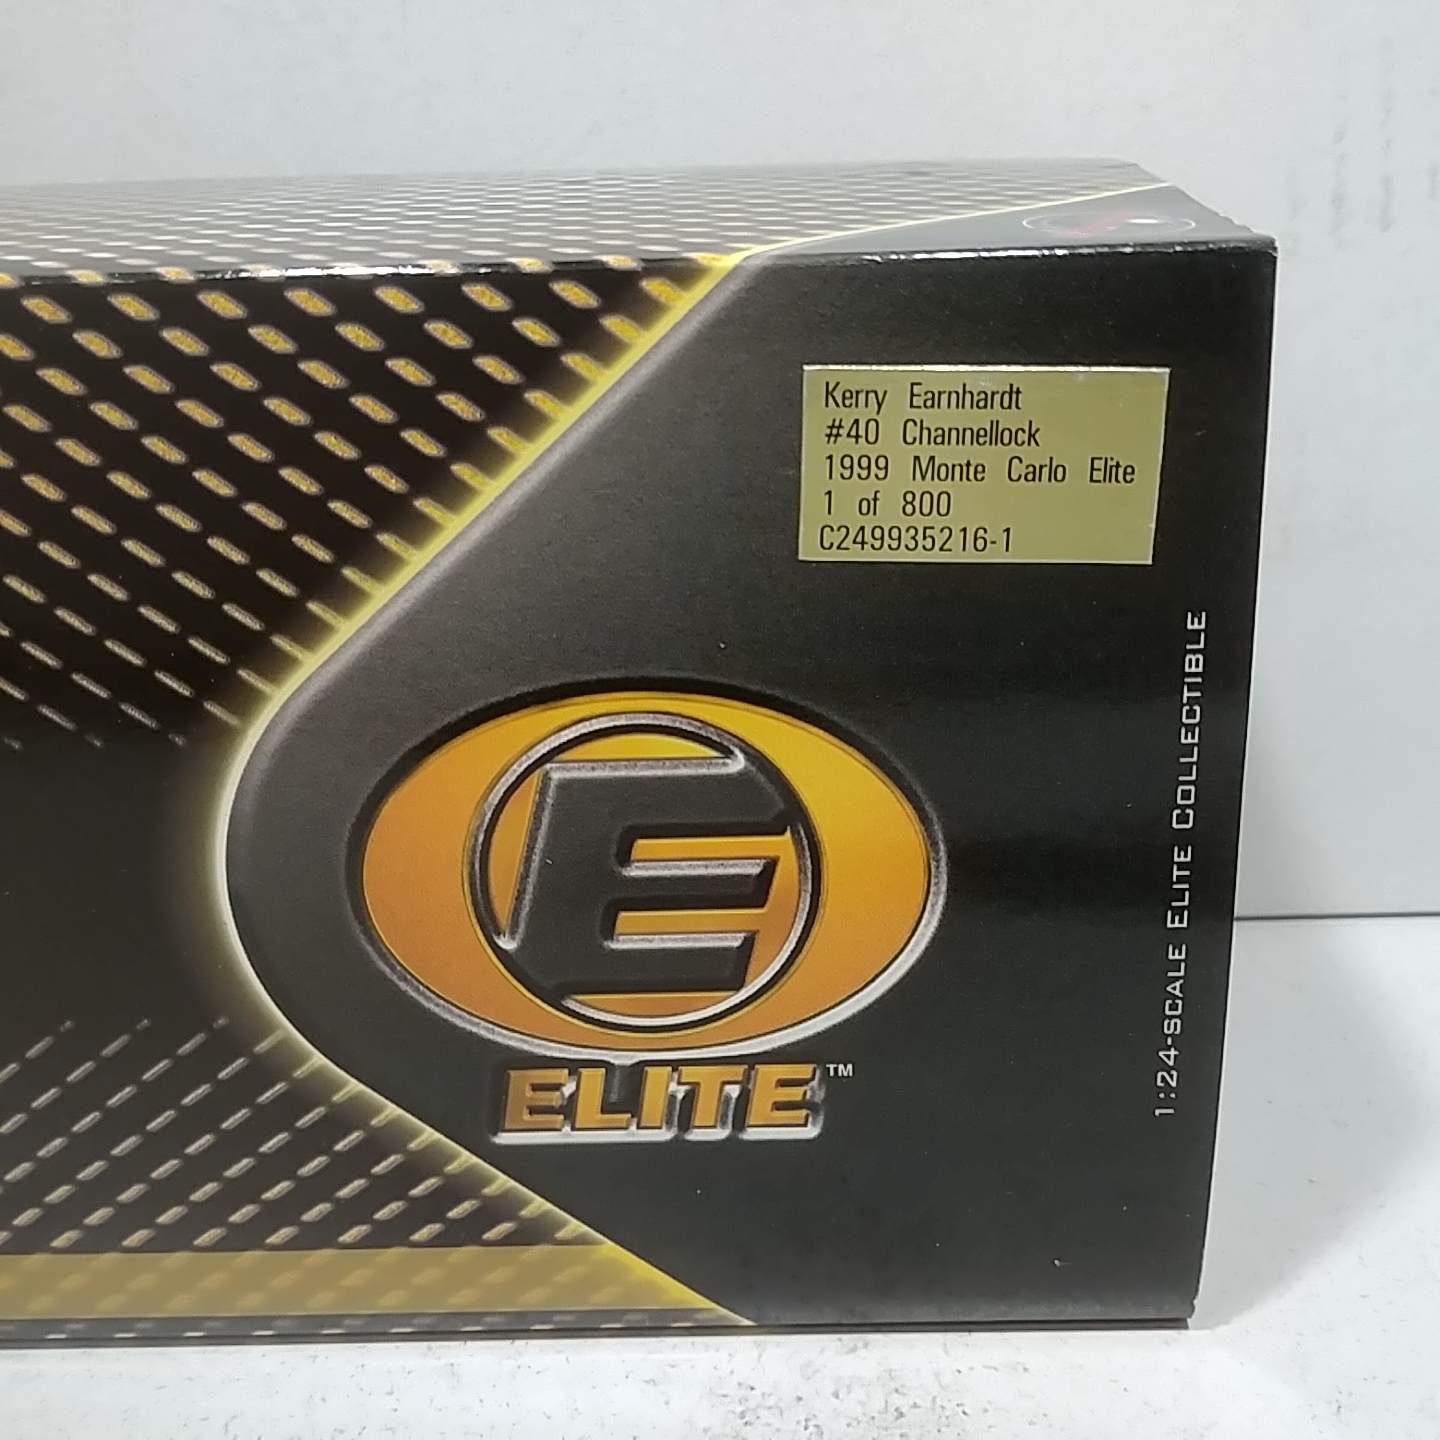 Kerry Earnhardt
#40 Channellock
1999 Monte Carlo Elite
1 of 800
C249935216-1
E
ELITE™
1:24-SCALE ELITE COLLECTIBLE